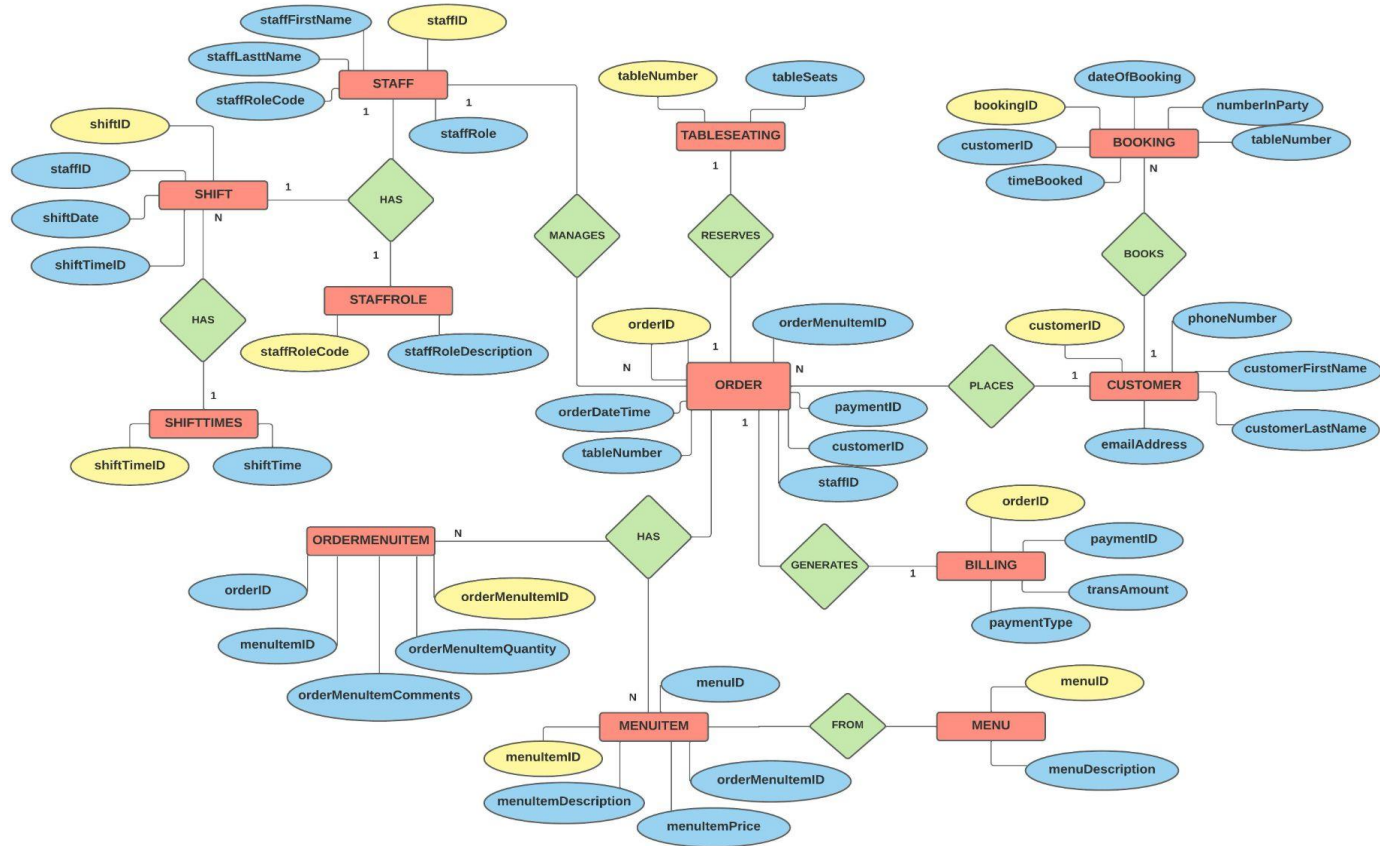 staffFirstName
staffID
staffLasttName
STAFF
staffRoleCode
1
1
staffRole
tableNumber
tableSeats
TABLESEATING
1
dateOfBooking
bookingID
numberInParty
customerID
BOOKING
tableNumber
timeBooked
N
shiftID
staffID
SHIFT
1
N
shiftDate
shiftTimeID
HAS
MANAGES
RESERVES
BOOKS
1
STAFFROLE
staffRoleCode
staffRoleDescription
HAS
1
SHIFTTIMES
shiftTimeID
shiftTime
orderID
orderMenuItemID
1
N
ORDER
N
orderDateTime
paymentID
tableNumber
1
customerID
staffID
PLACES
customerID
phoneNumber
1
1
CUSTOMER
customerFirstName
customerLastName
emailAddress
ORDERMENUITEM
N
HAS
orderID
orderMenuItemID
menuItemID
orderMenuItemQuantity
orderMenuItemComments
GENERATES
1
orderID
BILLING
paymentID
transAmount
paymentType
menuID
N
MENUITEM
menuItemID
menuItemDescription
orderMenuItemID
menuItemPrice
FROM
menuID
MENU
menuDescription